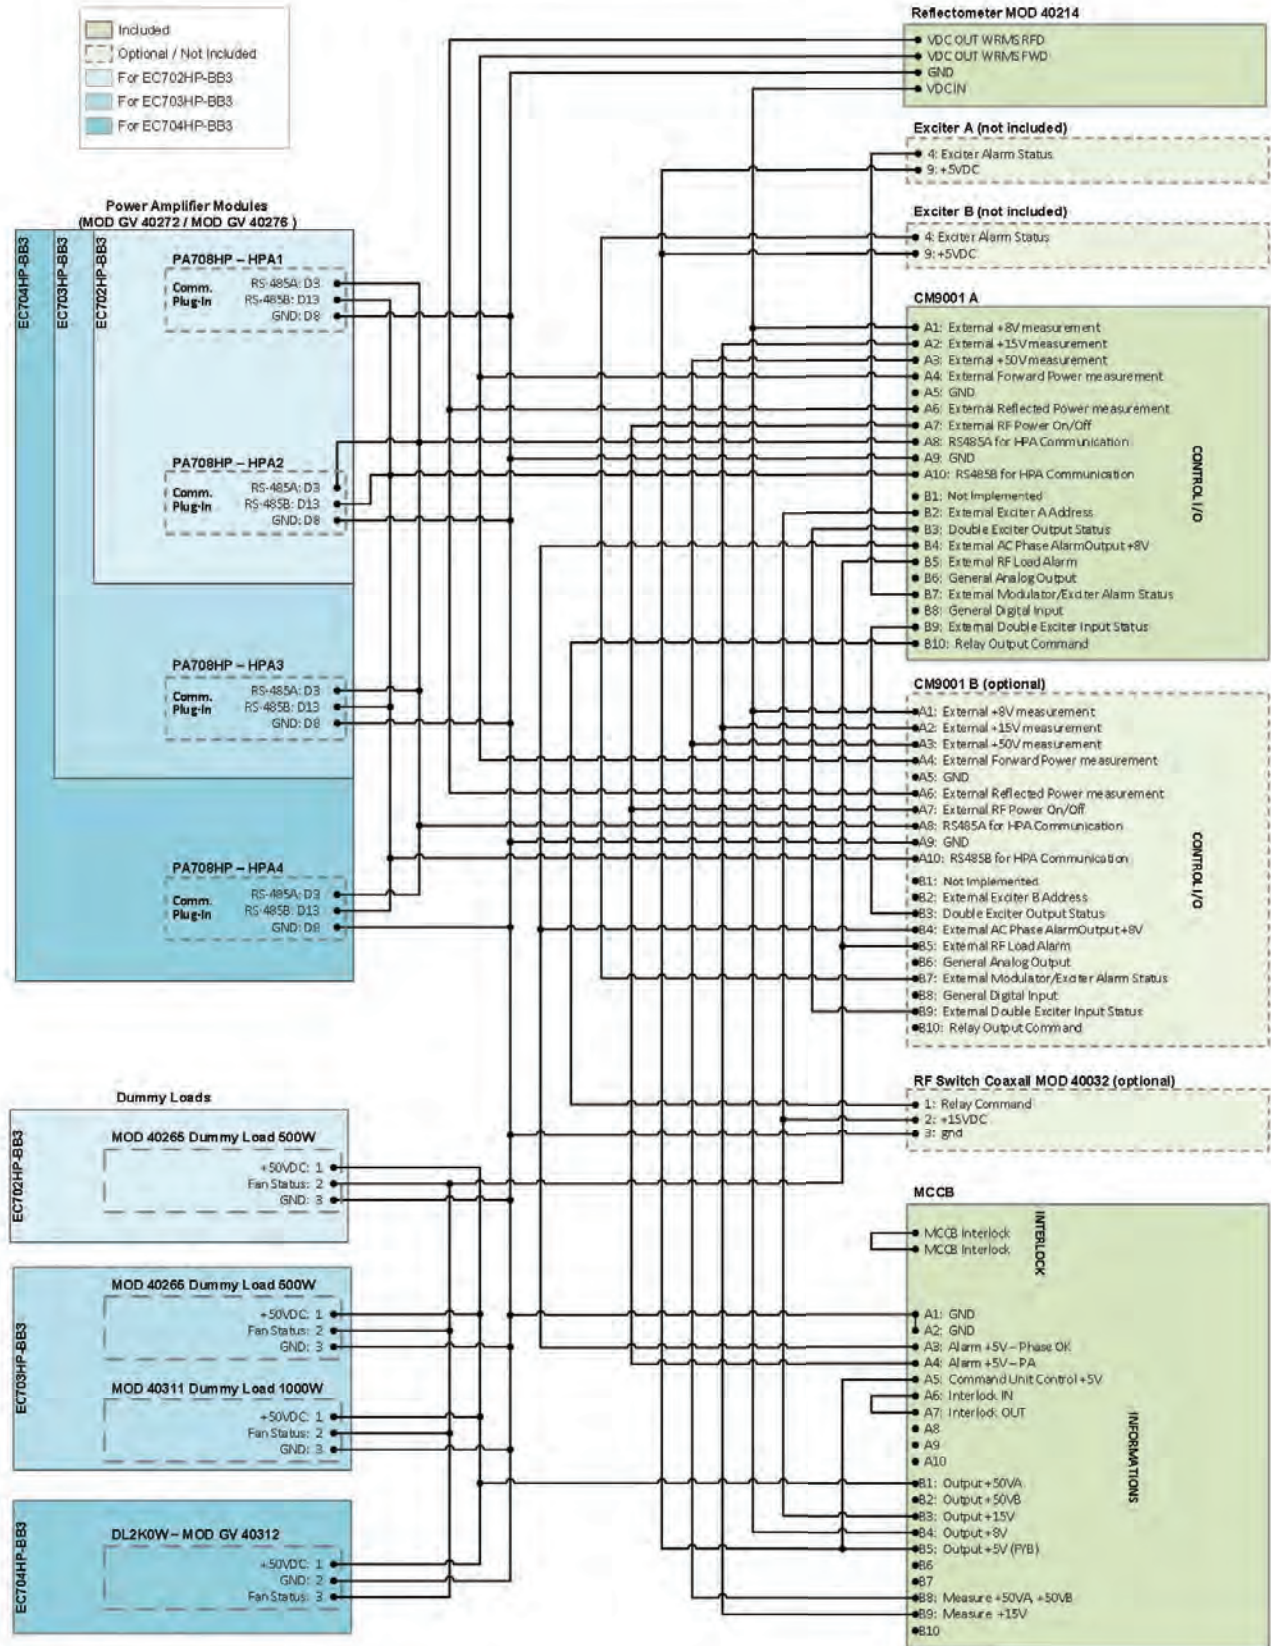 Included
Optional / Not Included
For EC702HP-BB3
For EC703HP-BB3
For EC704HP-BB3
Power Amplifier Modules
(MOD GV 40272 / MOD GV 40276 )
EC704HP-BB3
EC703HP-BB3
EC702HP-BB3
PA708HP – HPA1
Comm.
Plug-In
RS-485A: D3
RS-485B: D13
GND: D8
PA708HP – HPA2
Comm.
Plug-In
RS-485A: D3
RS-485B: D13
GND: D8
PA708HP – HPA3
Comm.
Plug-In
RS-485A: D3
RS-485B: D13
GND: D8
PA708HP – HPA4
Comm.
Plug-In
RS-485A: D3
RS-485B: D13
GND: D8
Dummy Loads
EC702HP-BB3
MOD 40265 Dummy Load 500W
+50VDC: 1
Fan Status: 2
GND: 3
EC703HP-BB3
MOD 40265 Dummy Load 500W
+50VDC: 1
Fan Status: 2
GND: 3
MOD 40311 Dummy Load 1000W
+50VDC: 1
Fan Status: 2
GND: 3
EC704HP-BB3
DL2K0W – MOD GV 40312
+50VDC: 1
GND: 2
Fan Status: 3
Reflectometer MOD 40214
VDC OUT WRMS RFD
VDC OUT WRMS FWD
GND
VDC IN
Exciter A (not included)
4: Exciter Alarm Status
9: +5VDC
Exciter B (not included)
4: Exciter Alarm Status
9: +5VDC
CM9001 A
A1: External +8V measurement
A2: External +15V measurement
A3: External +50V measurement
A4: External Forward Power measurement
A5: GND
A6: External Reflected Power measurement
A7: External RF Power On/Off
A8: RS485A for HPA Communication
A9: GND
A10: RS485B for HPA Communication
B1: Not Implemented
B2: External Exciter A Address
B3: Double Exciter Output Status
B4: External AC Phase AlarmOutput +8V
B5: External RF Load Alarm
B6: General Analog Output
B7: External Modulator/Exciter Alarm Status
B8: General Digital Input
B9: External Double Exciter Input Status
B10: Relay Output Command
CONTROL I/O
CM9001 B (optional)
A1: External +8V measurement
A2: External +15V measurement
A3: External +50V measurement
A4: External Forward Power measurement
A5: GND
A6: External Reflected Power measurement
A7: External RF Power On/Off
A8: RS485A for HPA Communication
A9: GND
A10: RS485B for HPA Communication
B1: Not Implemented
B2: External Exciter B Address
B3: Double Exciter Output Status
B4: External AC Phase AlarmOutput +8V
B5: External RF Load Alarm
B6: General Analog Output
B7: External Modulator/Exciter Alarm Status
B8: General Digital Input
B9: External Double Exciter Input Status
B10: Relay Output Command
CONTROL I/O
RF Switch Coaxall MOD 40032 (optional)
1: Relay Command
2: +15VDC
3: gnd
MCCB
MCCB Interlock
MCCB Interlock
INTERLOCK
A1: GND
A2: GND
A3: Alarm +5V – Phase OK
A4: Alarm +5V – PA
A5: Command Unit Control +5V
A6: Interlock IN
A7: Interlock OUT
A8
A9
A10
B1: Output +50VA
B2: Output +50VB
B3: Output +15V
B4: Output +8V
B5: Output +5V (PYB)
B6
B7
B8: Measure +50VA, +50VB
B9: Measure +15V
B10
INFORMATIONS